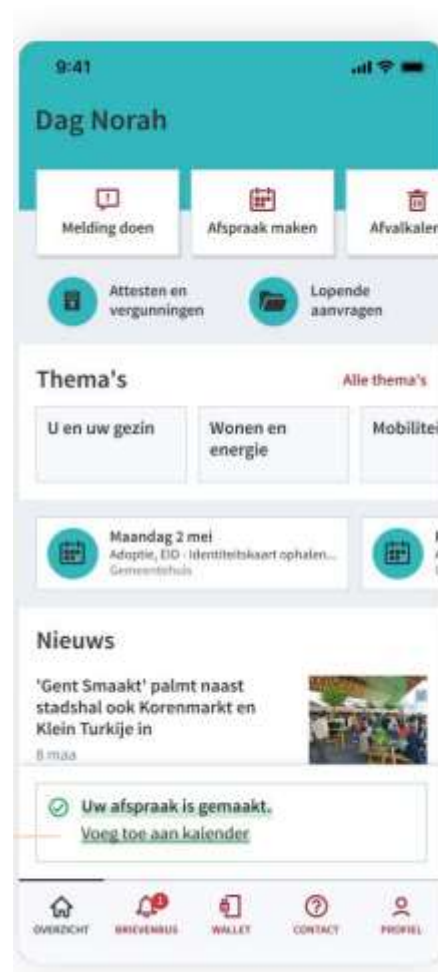 9:41
Dag Norah
Melding doen
Afspraak maken
Afvalkaler
Attesten en
vergunningen
Lopende
aanvragen
Thema's
Alle thema's
U en uw gezin
Wonen en
energie
Mobilitei
Maandag 2 mei
Adoptie, EID - Identiteitskaart ophalen...
Gemeentehuis
Nieuws
'Gent Smaakt' palmt naast
stadshal ook Korenmarkt en
Klein Turkije in
8 maa
Uw afspraak is gemaakt.
Voeg toe aan kalender
OVERZICHT
BRIEVENBUS
WALLET
CONTACT
PROFIEL